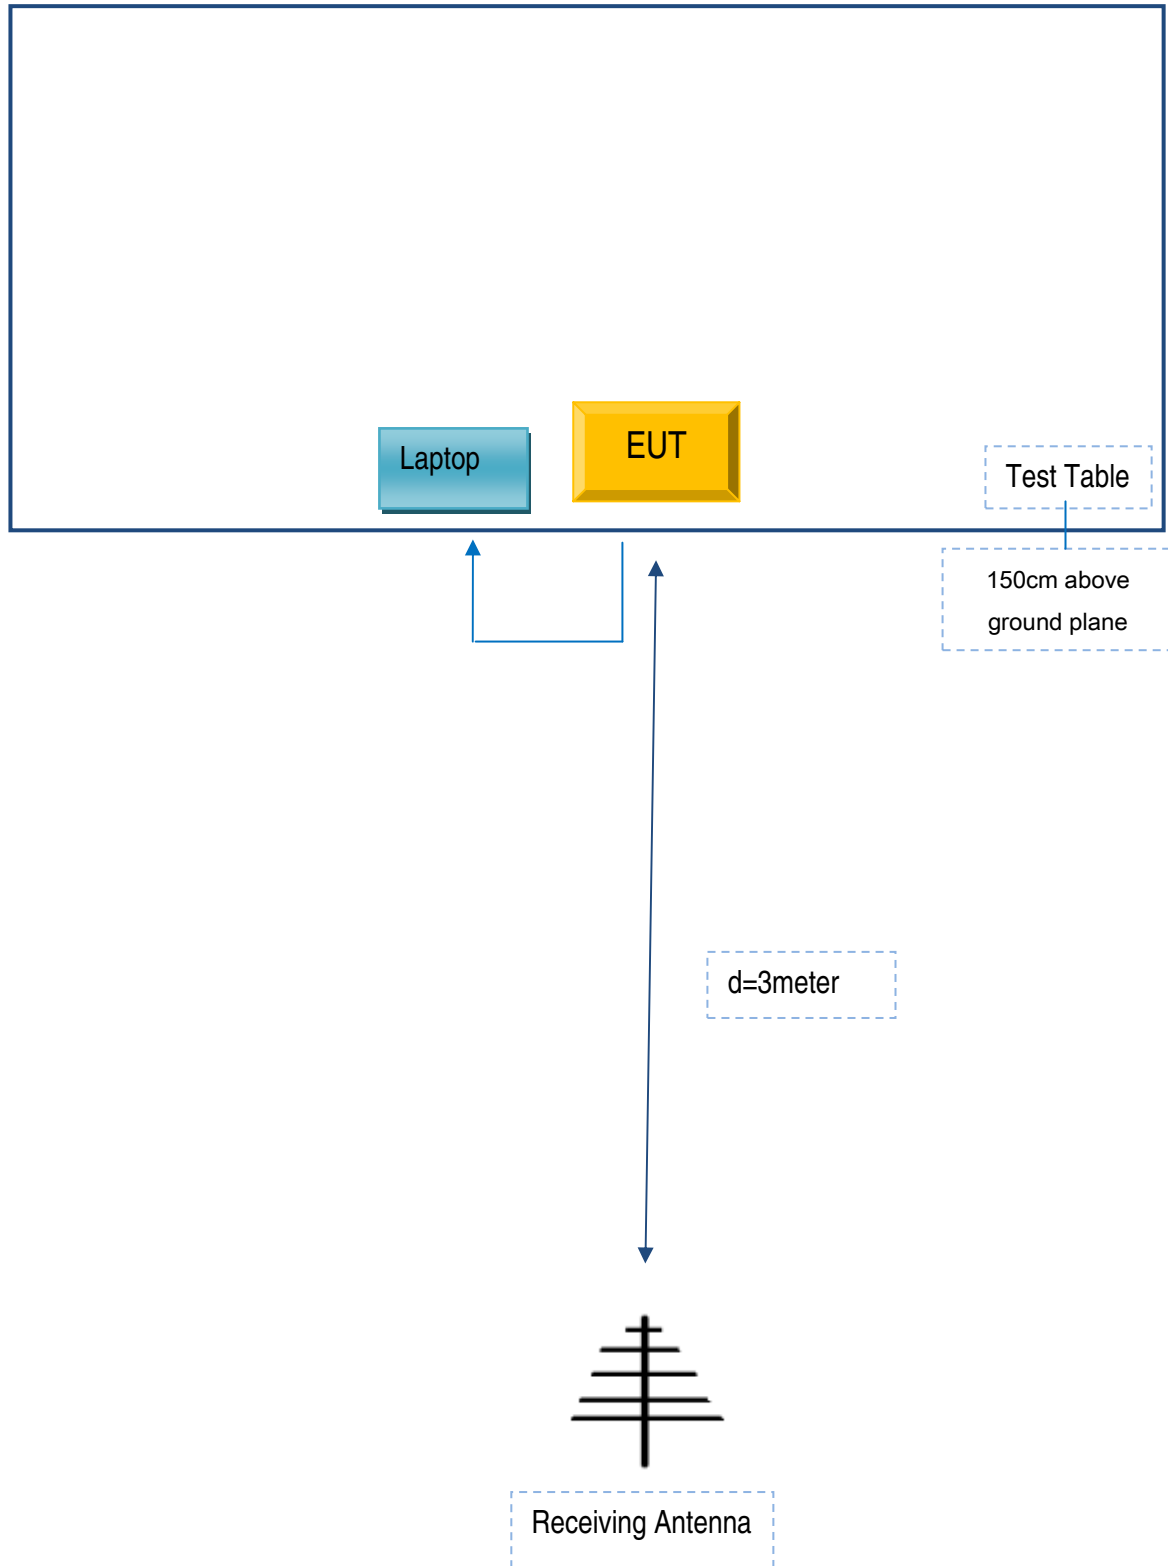 Laptop
EUT
Test Table
150cm above
ground plane
d=3meter
Receiving Antenna